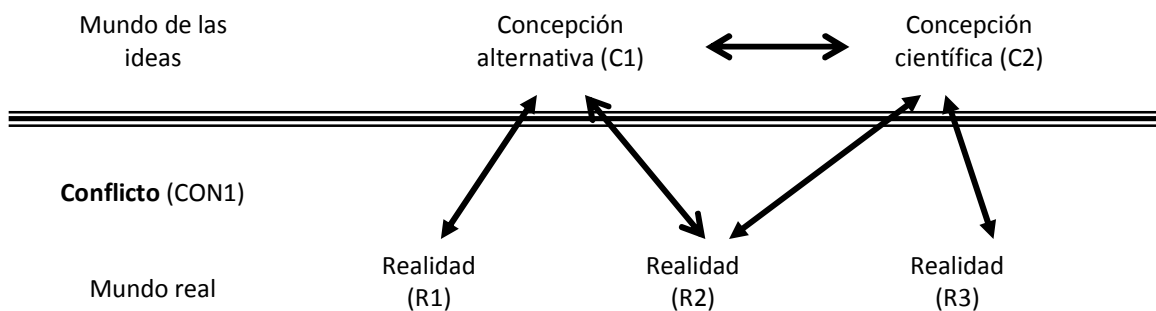 Mundo de las
ideas
Concepción
alternativa (C1)
Concepción
científica (C2)
Conflicto (CON1)
Mundo real
Realidad
(R1)
Realidad
(R2)
Realidad
(R3)